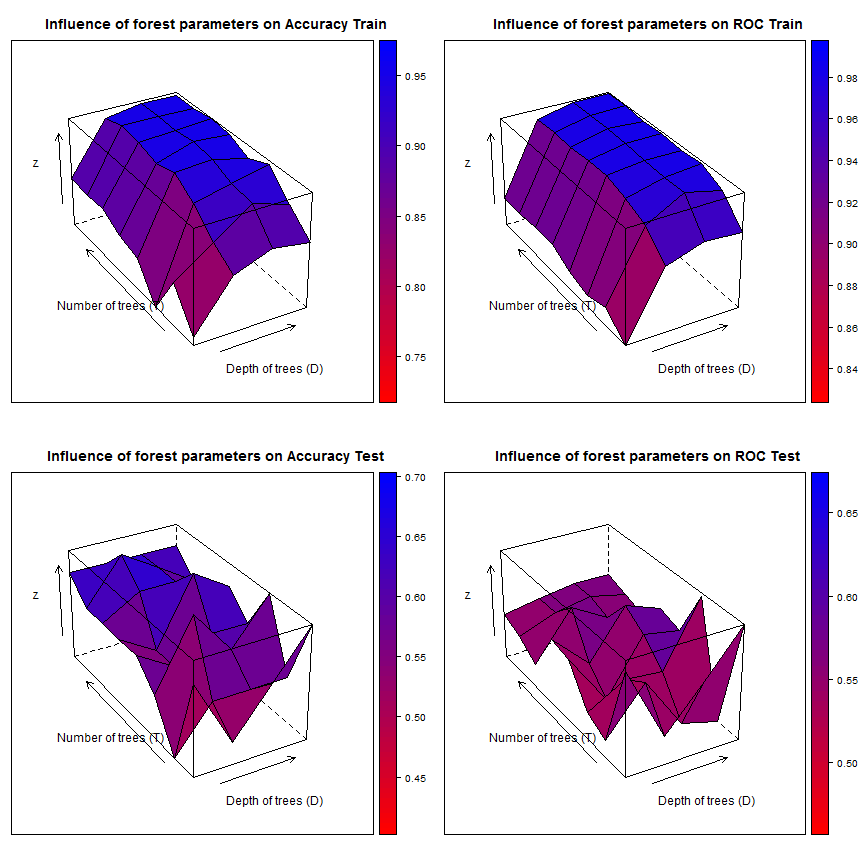 Influence of forest parameters on Accuracy Train
Z
Number of trees (T)
Depth of trees (D)
0.95
0.90
0.85
0.80
0.75
Influence of forest parameters on ROC Train
Z
Number of trees (T)
Depth of trees (D)
0.98
0.96
0.94
0.92
0.90
0.88
0.86
0.84
Influence of forest parameters on Accuracy Test
Z
Number of trees (T)
Depth of trees (D)
0.70
0.65
0.60
0.55
0.50
0.45
Influence of forest parameters on ROC Test
Z
Number of trees (T)
Depth of trees (D)
0.65
0.60
0.55
0.50